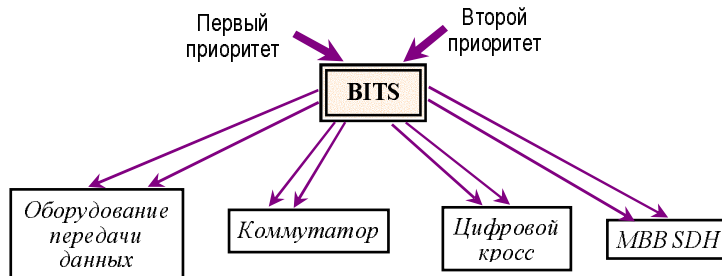 Первый
приоритет
Второй
приоритет
BITS
Оборудование
передачи
данных
Коммутатор
Цифровой
кросс
МВВ SDH